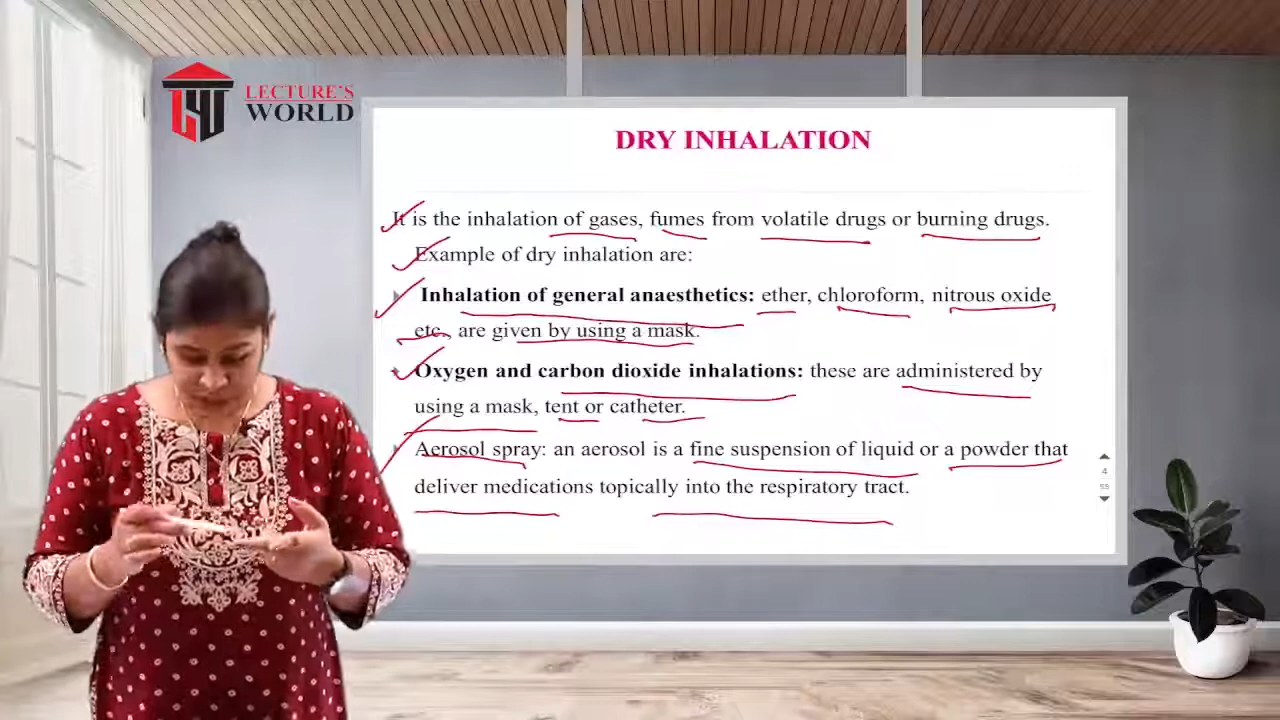 LECTURE'S
WORLD
DRY INHALATION
It is the inhalation of gases, fumes from volatile drugs or burning drugs.
Example of dry inhalation are:
Inhalation of general anaesthetics: ether, chloroform, nitrous oxide
etc., are given by using a mask.
Oxygen and carbon dioxide inhalations: these are administered by
using a mask, tent or catheter.
Aerosol spray: an aerosol is a fine suspension of liquid or a powder that
deliver medications topically into the respiratory tract.
4
55